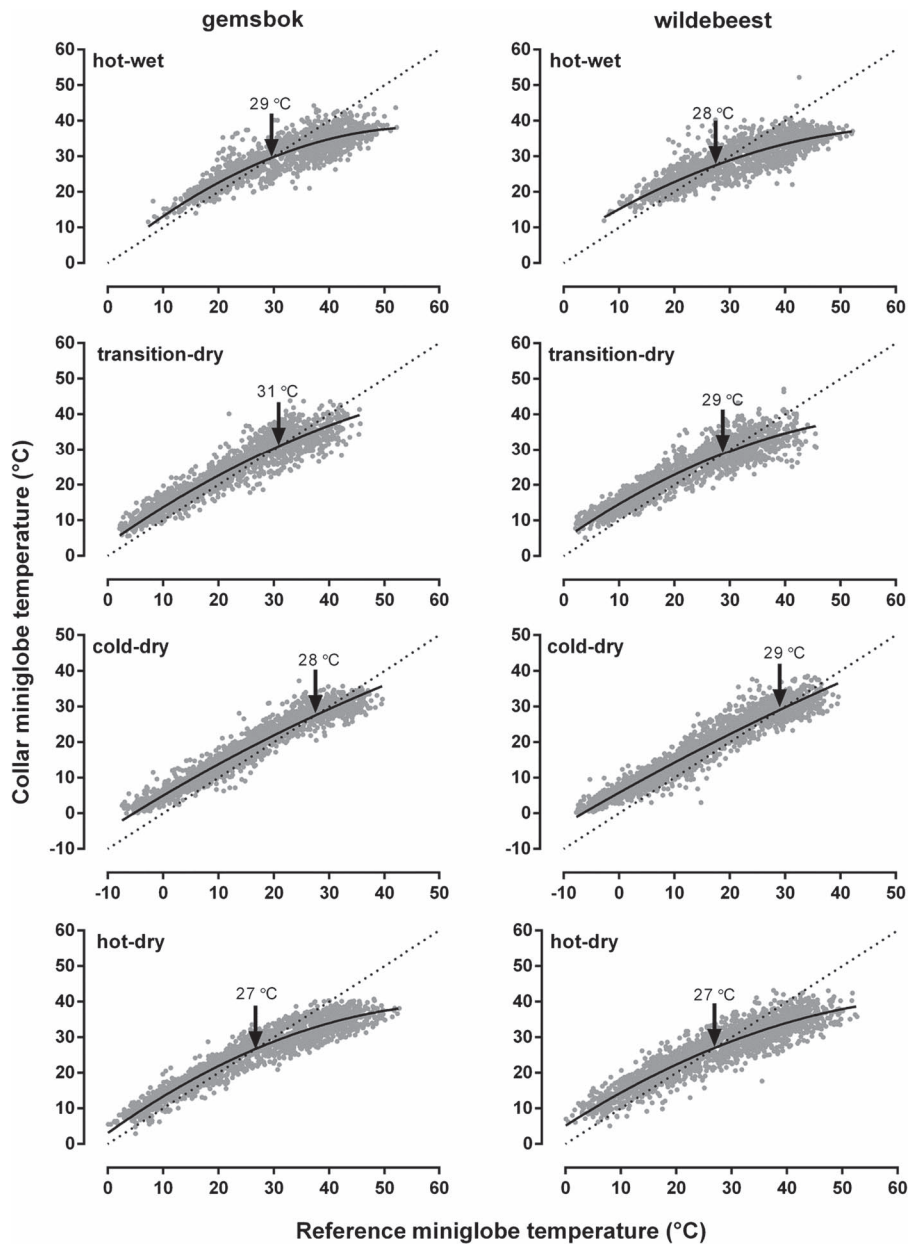 gemsbok
wildebeest
hot-wet
60
50
40
30
20
10
0
29 °C
0 10 20 30 40 50 60
hot-wet
60
50
40
30
20
10
0
28 °C
0 10 20 30 40 50 60
transition-dry
60
50
40
30
20
10
0
31 °C
0 10 20 30 40 50 60
transition-dry
60
50
40
30
20
10
0
29 °C
0 10 20 30 40 50 60
cold-dry
50
40
30
20
10
0
-10
28 °C
-10 0 10 20 30 40 50
cold-dry
50
40
30
20
10
0
-10
29 °C
-10 0 10 20 30 40 50
hot-dry
60
50
40
30
20
10
0
27 °C
0 10 20 30 40 50 60
hot-dry
60
50
40
30
20
10
0
27 °C
0 10 20 30 40 50 60
Collar miniglobe temperature (°C)
Reference miniglobe temperature (°C)